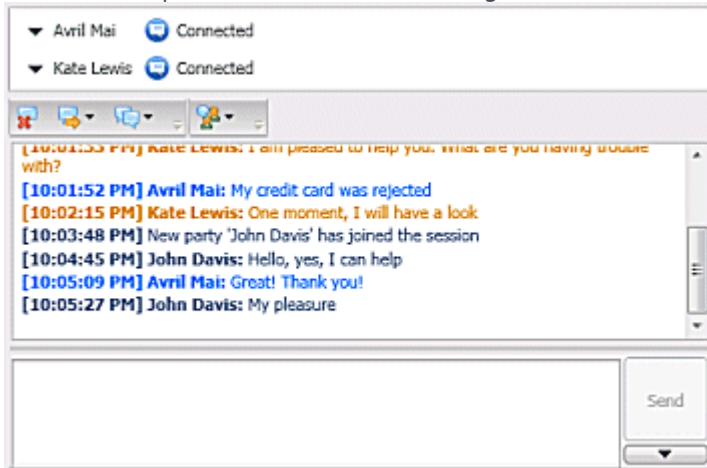 Avril Mai Connected
Kate Lewis Connected
Kate Lewis: I am pleased to help you. What are you having trouble
with?
[10:01:52 PM] Avril Mai: My credit card was rejected
[10:02:15 PM] Kate Lewis: One moment, I will have a look
[10:03:48 PM] New party 'John Davis' has joined the session
[10:04:45 PM] John Davis: Hello, yes, I can help
[10:05:09 PM] Avril Mai: Great! Thank you!
[10:05:27 PM] John Davis: My pleasure
Send